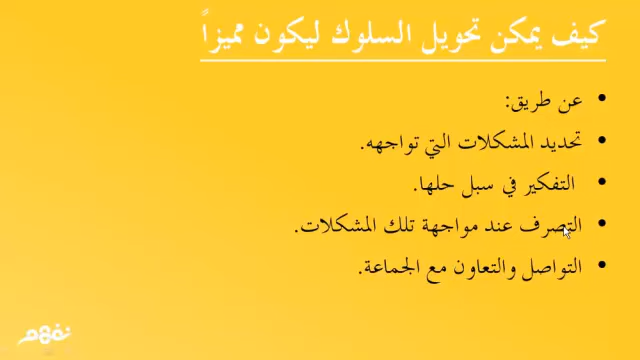 كيف يمكن تحويل السلوك ليكون مميزاً
عن طريق:
تحديد المشكلات التي تواجهه.
التفكير في سبل حلها.
التصرف عند مواجهة تلك المشكلات.
التواصل والتعاون مع الجماعة.
نفهم